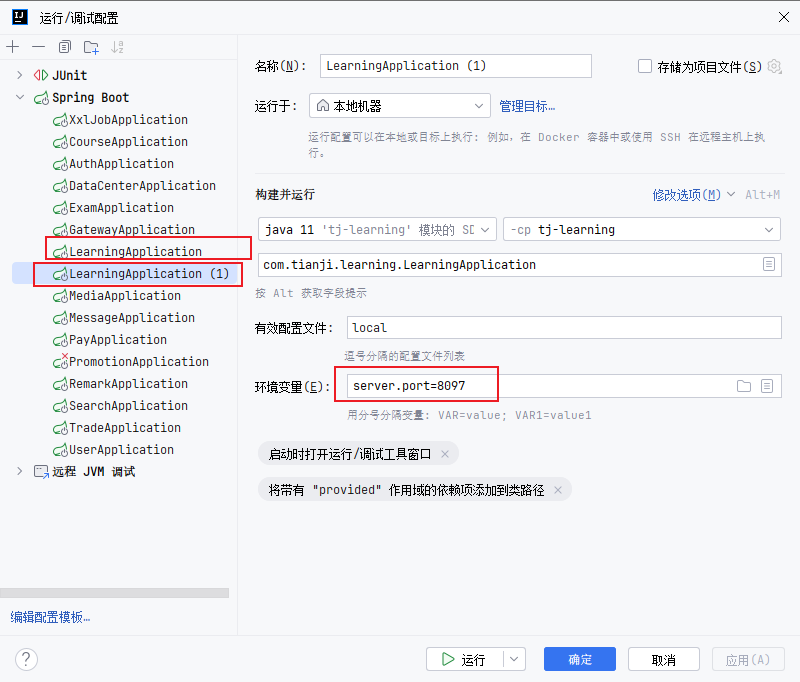 运行/调试配置
JUnit
Spring Boot
XxlJobApplication
CourseApplication
AuthApplication
DataCenterApplication
ExamApplication
GatewayApplication
LearningApplication
LearningApplication (1)
MediaApplication
MessageApplication
PayApplication
PromotionApplication
RemarkApplication
SearchApplication
TradeApplication
UserApplication
远程 JVM 调试
编辑配置模板…
名称(N): LearningApplication (1) 存储为项目文件(S)
运行于: 本地机器 管理目标…
运行配置可以在本地或目标上执行: 例如,在 Docker 容器中或使用 SSH 在远程主机上执
行。
构建并运行 修改选项(M) Alt+M
java 11 'tj-learning' 模块的 SD -cp tj-learning
com.tianji.learning.LearningApplication
按 Alt 获取字段提示
有效配置文件: local
逗号分隔的配置文件列表
环境变量(E): server.port=8097
用分号分隔变量: VAR=value; VAR1=value1
启动时打开运行/调试工具窗口
将带有 "provided" 作用域的依赖项添加到类路径
? 运行 确定 取消 应用(A)